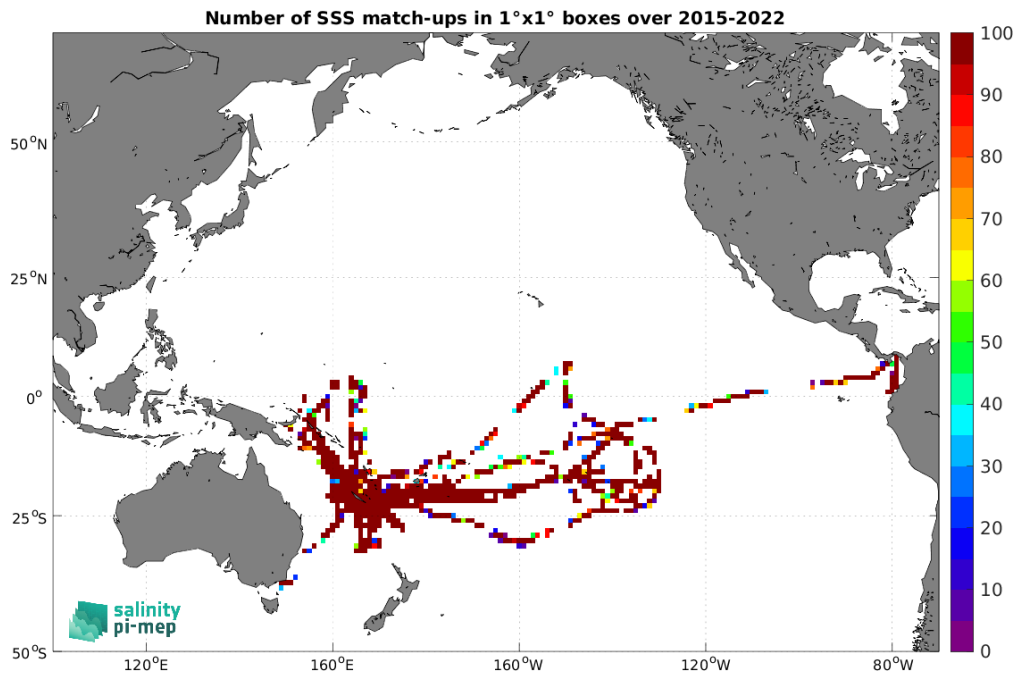 Number of SSS match-ups in 1°x1° boxes over 2015-2022
50°N
25°N
0°
25°S
50°S
120°E
160°E
160°W
120°W
80°W
100
90
80
70
60
50
40
30
20
10
0
salinity
pi-mep